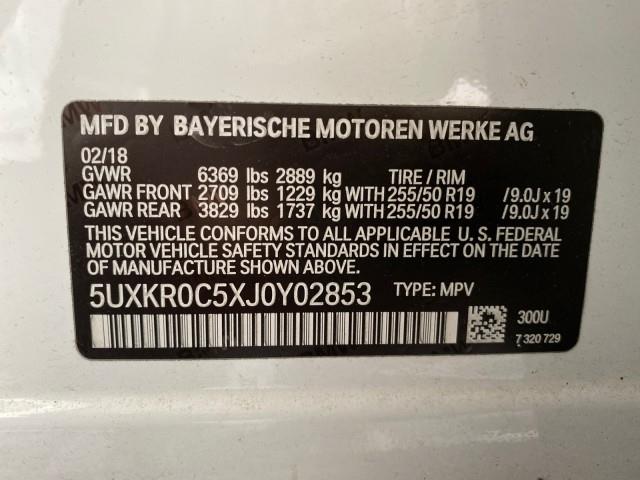 MFD BY BAYERISCHE MOTOREN WERKE AG
02/18
GVWR 6369 lbs 2889 kg TIRE / RIM
GAWR FRONT 2709 lbs 1229 kg WITH 255/50 R19 /9.0J x 19
GAWR REAR 3829 lbs 1737 kg WITH 255/50 R19 /9.0J x 19
THIS VEHICLE CONFORMS TO ALL APPLICABLE U. S. FEDERAL
MOTOR VEHICLE SAFETY STANDARDS IN EFFECT ON THE DATE
OF MANUFACTURE SHOWN ABOVE.
5UXKR0C5XJ0Y02853 TYPE: MPV
300U
7 320 729